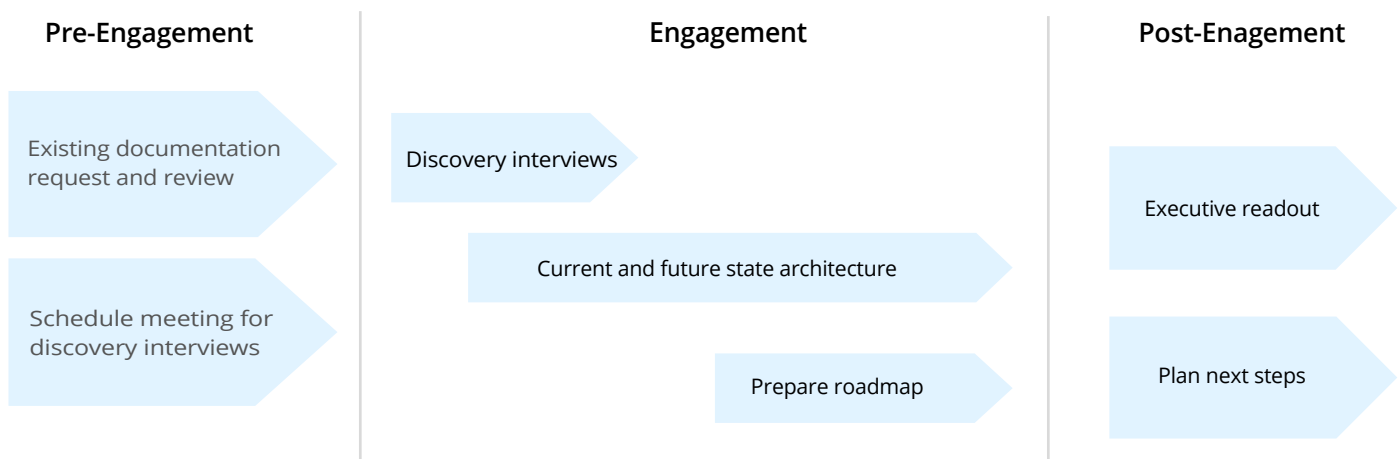 Pre-Engagement
Existing documentation
request and review
Schedule meeting for
discovery interviews
Engagement
Discovery interviews
Current and future state architecture
Prepare roadmap
Post-Enagement
Executive readout
Plan next steps